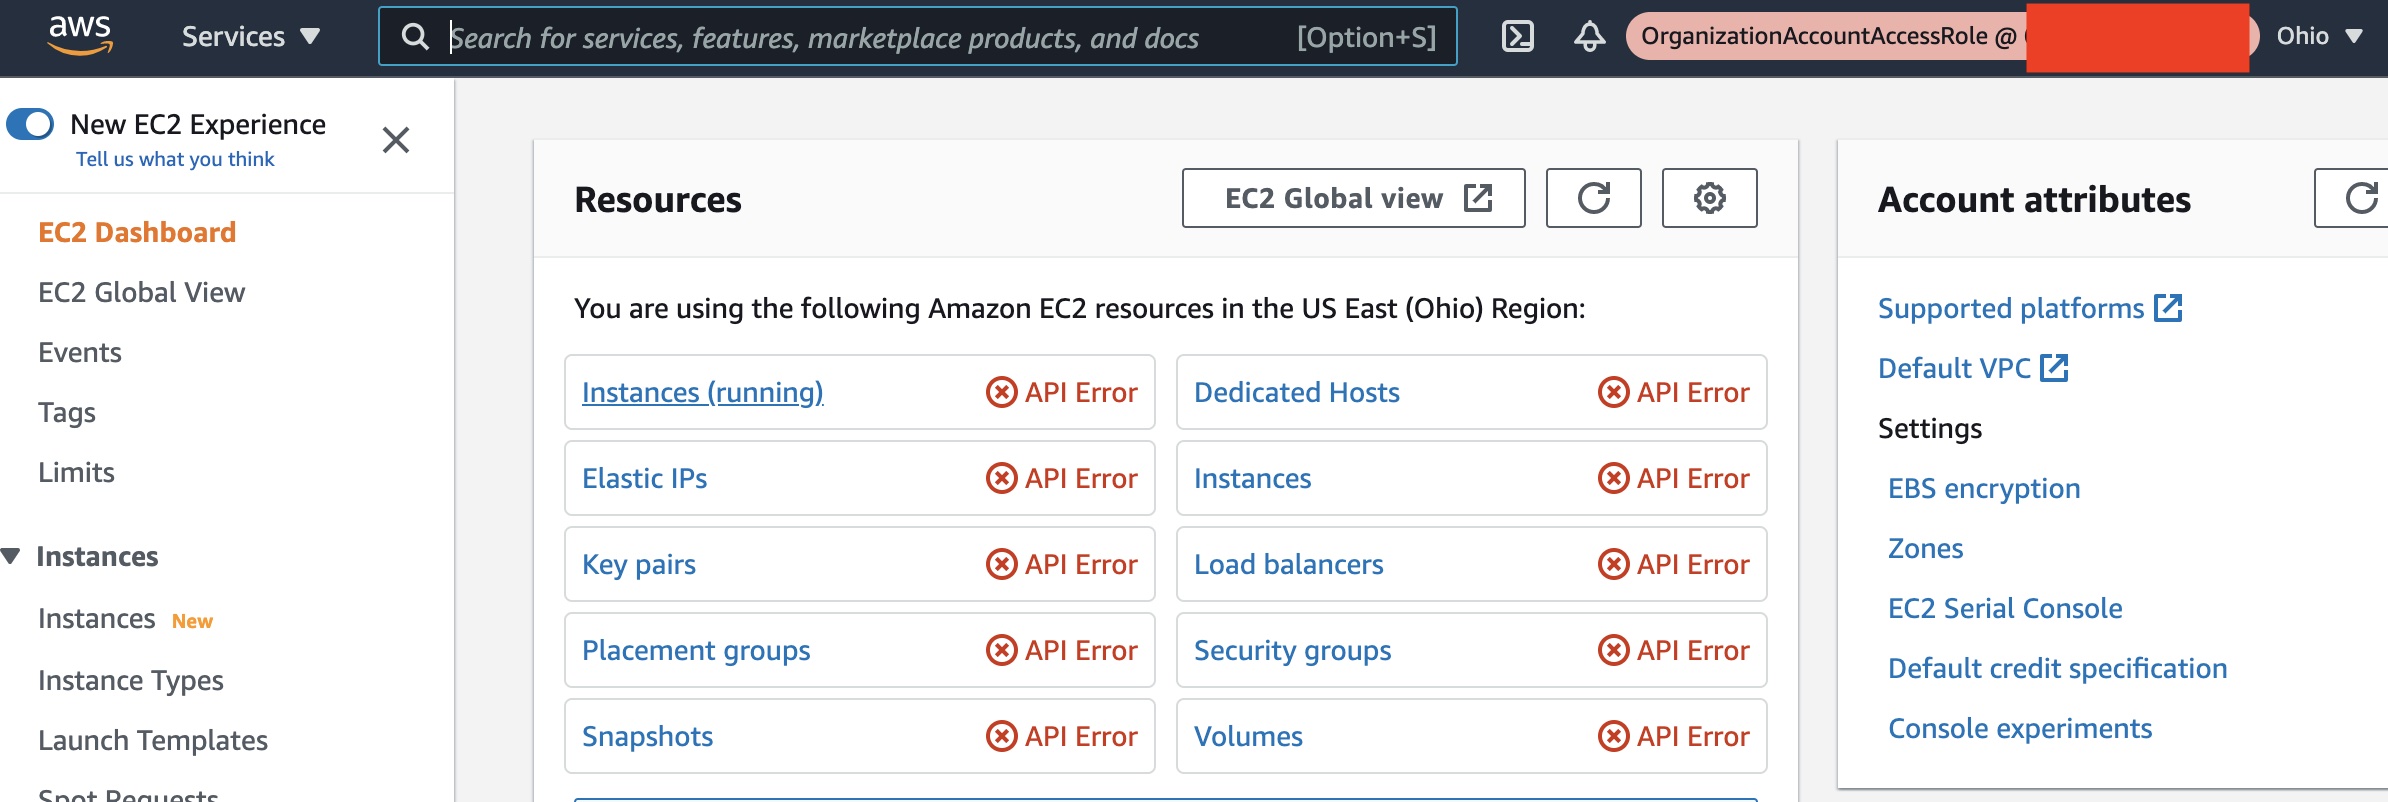 aws
Services
Search for services, features, marketplace products, and docs
[Option+S]
OrganizationAccountAccessRole @
Ohio
New EC2 Experience
Tell us what you think
EC2 Dashboard
EC2 Global View
Events
Tags
Limits
Instances
Instances New
Instance Types
Launch Templates
Spot Requests
Resources
EC2 Global view
You are using the following Amazon EC2 resources in the US East (Ohio) Region:
Instances (running) API Error
Dedicated Hosts API Error
Elastic IPs API Error
Instances API Error
Key pairs API Error
Load balancers API Error
Placement groups API Error
Security groups API Error
Snapshots API Error
Volumes API Error
Account attributes
Supported platforms
Default VPC
Settings
EBS encryption
Zones
EC2 Serial Console
Default credit specification
Console experiments